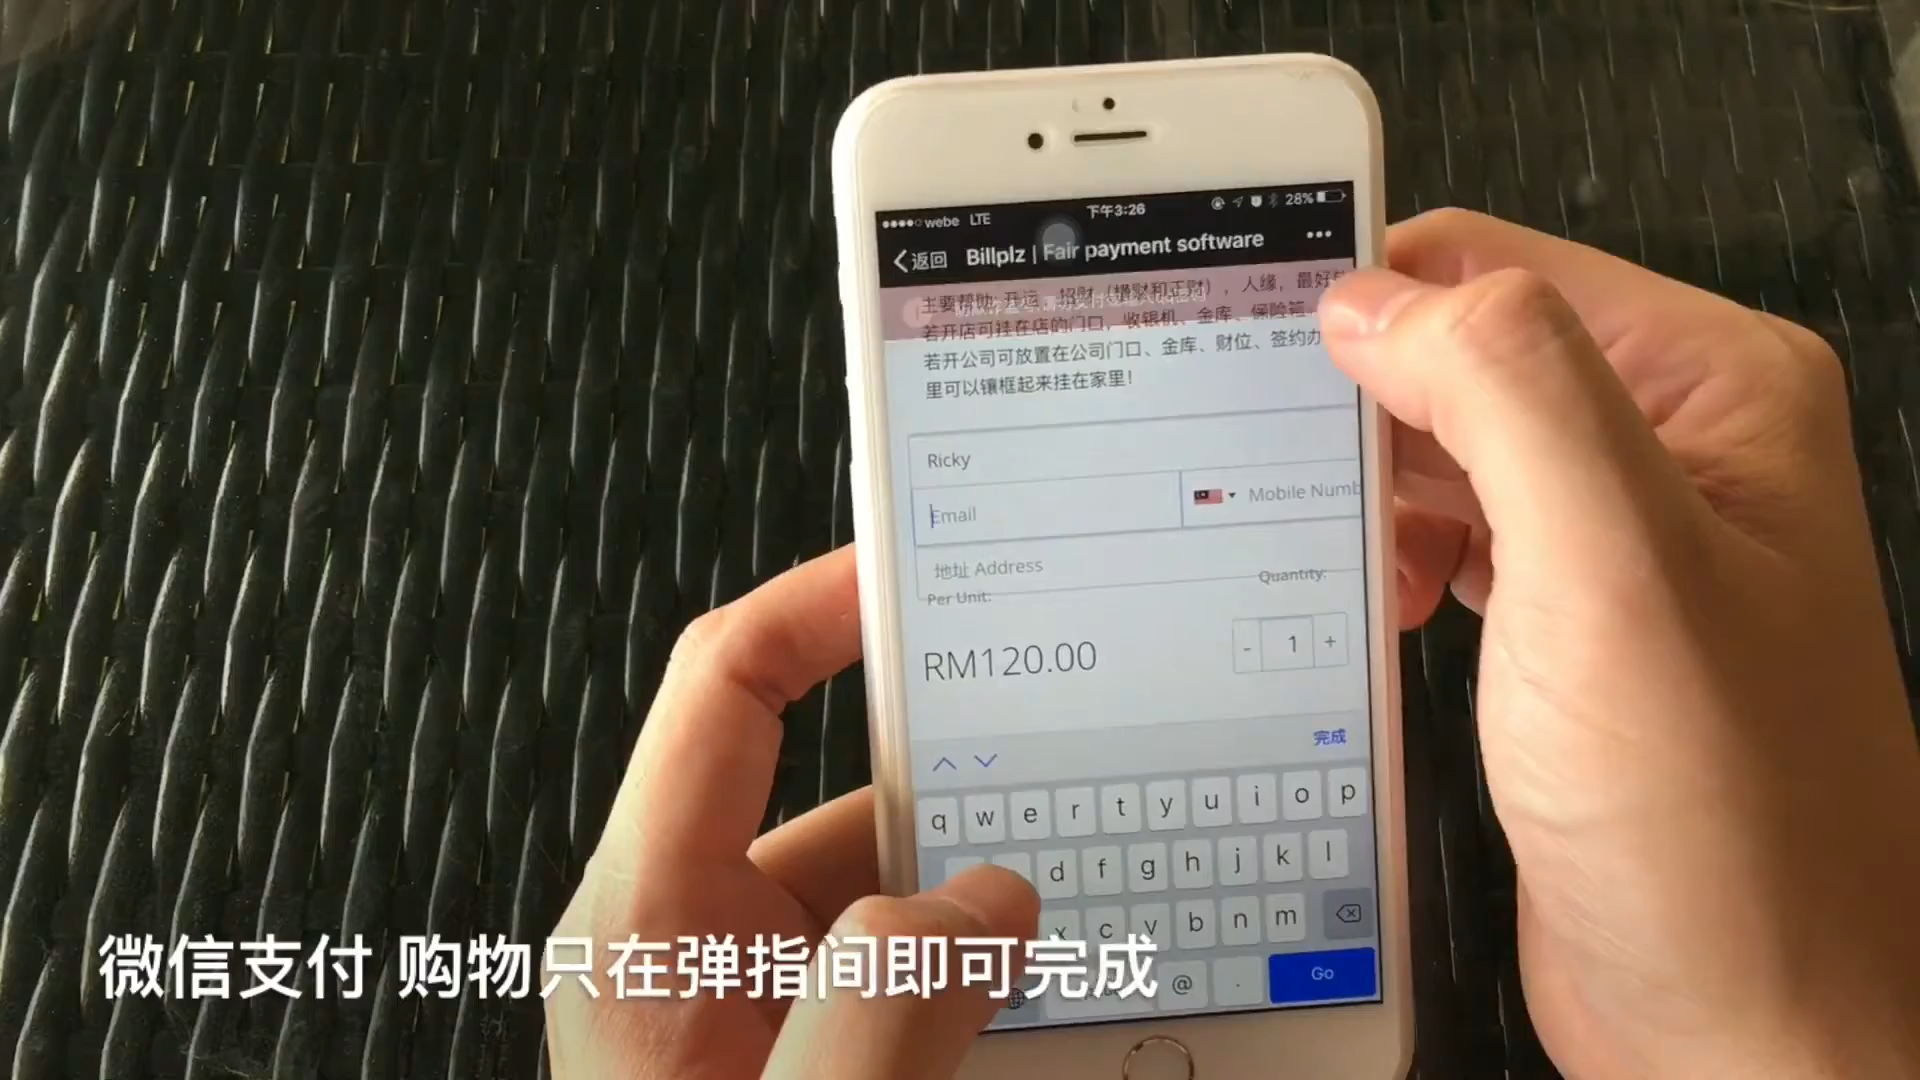 webe LTE 下午3:26 28%
返回 Billplz | Fair payment software
主要帮助: 开运、招财（横财和正财），人缘，最好
若开店可挂在店的门口，收银机、金库、保险箱
若开公司可放置在公司门口、金库、财位、签约办
里可以镶框起来挂在家里！
Ricky
Email Mobile Numb
地址 Address
Per Unit: Quantity:
RM120.00 - 1 +
完成
q w e r t y u i o p
d f g h j k l
x c v b n m
@ . Go
微信支付 购物只在弹指间即可完成